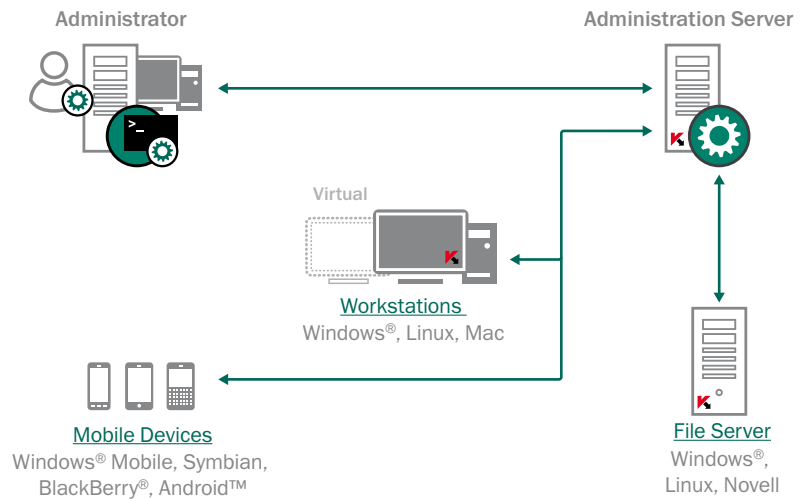 Administrator
Administration Server
>_
Virtual
Workstations
Windows®, Linux, Mac
Mobile Devices
Windows® Mobile, Symbian,
BlackBerry®, Android™
File Server
Windows®,
Linux, Novell